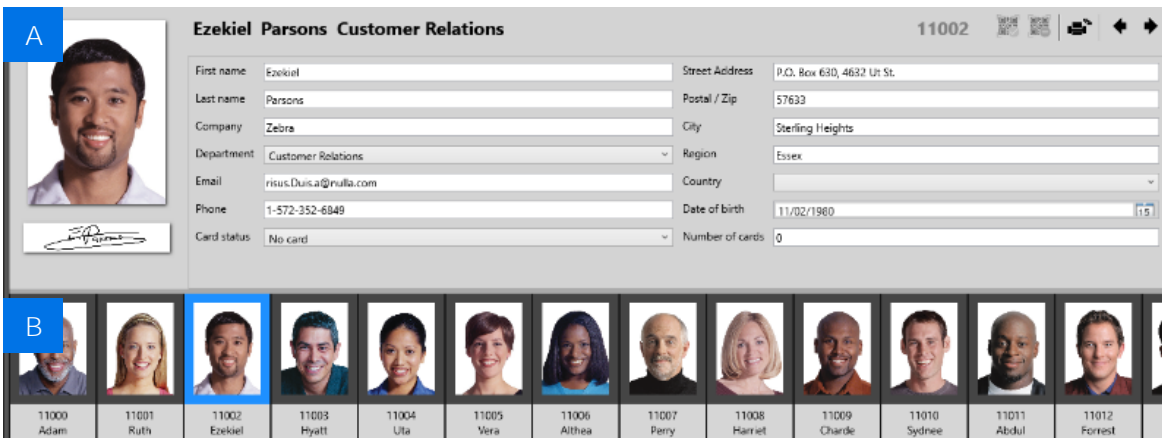 A
Ezekiel Parsons Customer Relations 11002
First name Ezekiel Street Address P.O. Box 630, 4632 Ut St.
Last name Parsons Postal / Zip 57633
Company Zebra City Sterling Heights
Department Customer Relations Region Essex
Email risus.Duis.a@nulla.com Country
Phone 1-572-352-6849 Date of birth 11/02/1980 15
Card status No card Number of cards 0
B
11000 11001 11002 11003 11004 11005 11006 11007 11008 11009 11010 11011 11012
Adam Ruth Ezekiel Hyatt Uta Vera Althea Perry Harriet Charde Sydnee Abdul Forrest